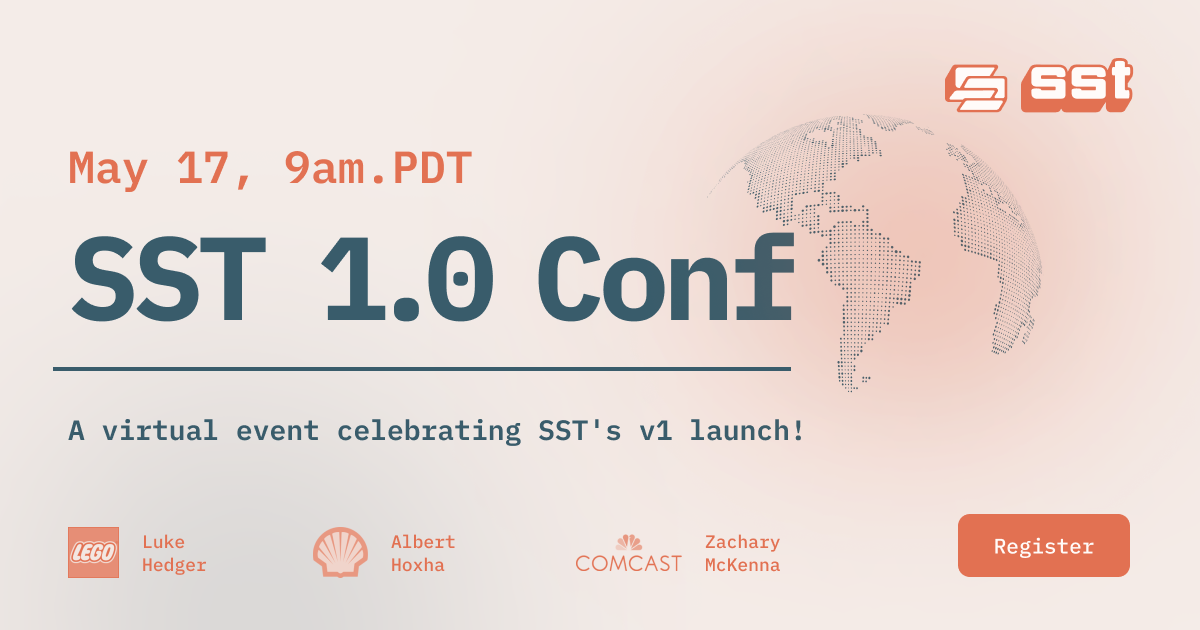 sst
May 17, 9am.PDT
SST 1.0 Conf
A virtual event celebrating SST's v1 launch!
LEGO
Luke
Hedger
Albert
Hoxha
COMCAST
Zachary
McKenna
Register